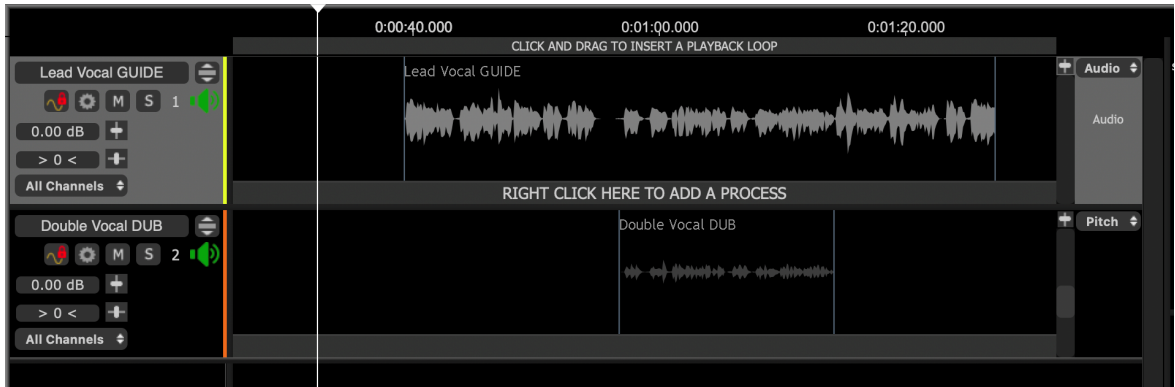 0:00:40.000 0:01:00.000 0:01:20.000
CLICK AND DRAG TO INSERT A PLAYBACK LOOP
Lead Vocal GUIDE
M S 1
0.00 dB
> 0 <
All Channels
Lead Vocal GUIDE
Audio
Audio
RIGHT CLICK HERE TO ADD A PROCESS
Double Vocal DUB
M S 2
0.00 dB
> 0 <
All Channels
Double Vocal DUB
Pitch